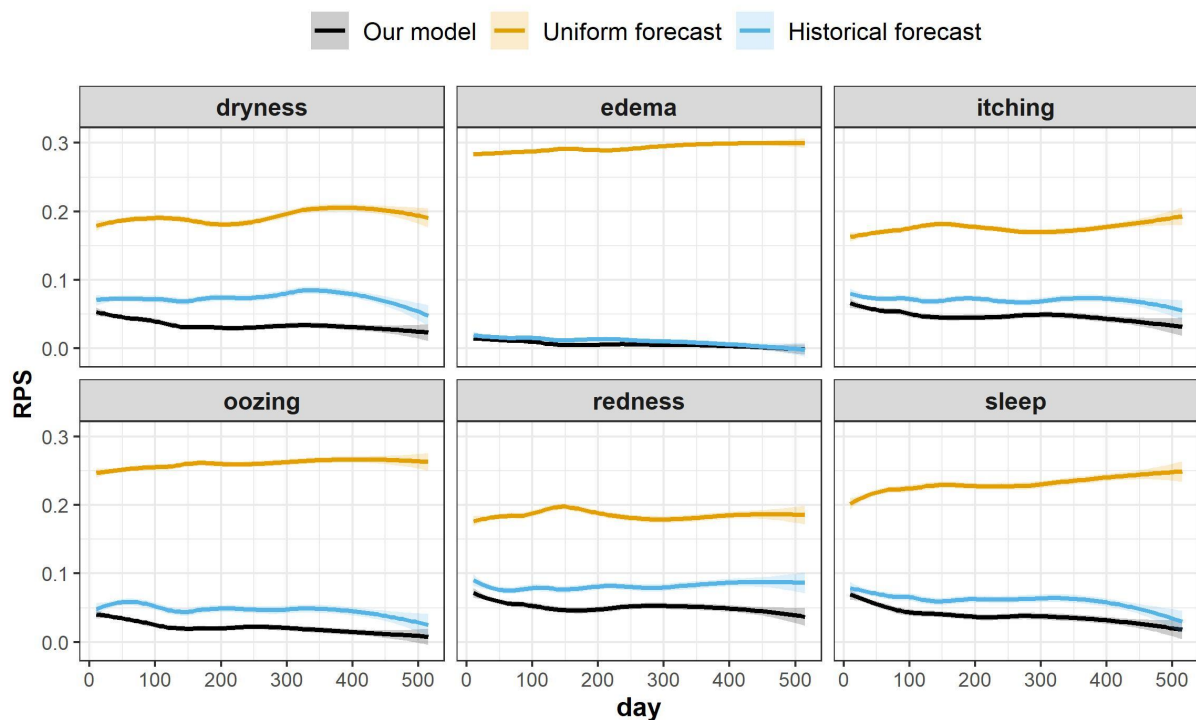 Our model Uniform forecast Historical forecast
dryness edema itching
0.3
0.2
0.1
0.0
RPS
oozing redness sleep
0.3
0.2
0.1
0.0
0 100 200 300 400 500 0 100 200 300 400 500 0 100 200 300 400 500
day